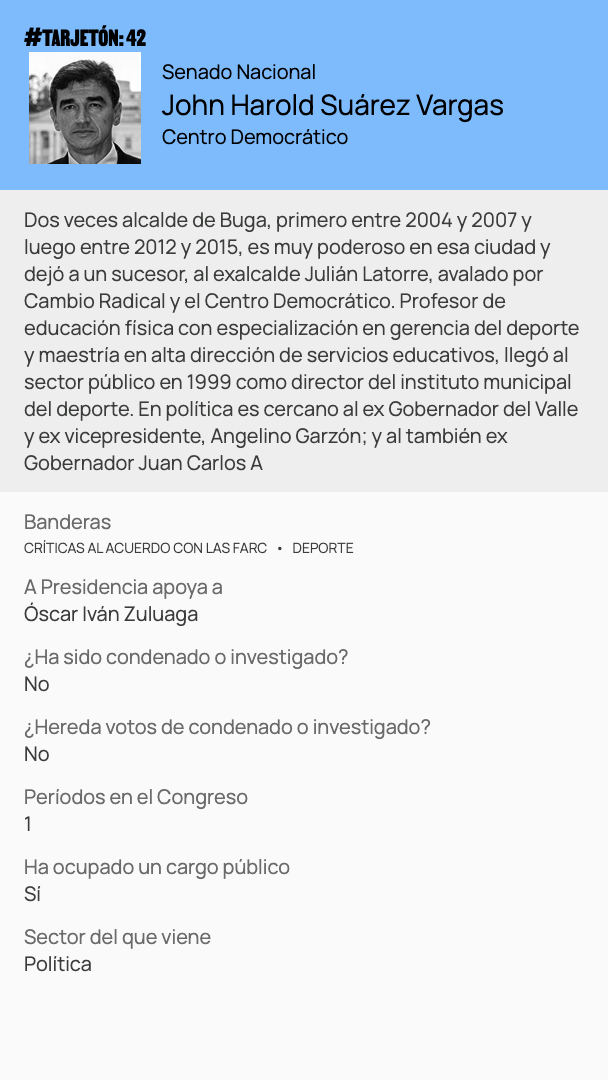 #TARJETÓN: 42
Senado Nacional
John Harold Suárez Vargas
Centro Democrático
Dos veces alcalde de Buga, primero entre 2004 y 2007 y
luego entre 2012 y 2015, es muy poderoso en esa ciudad y
dejó a un sucesor, al exalcalde Julián Latorre, avalado por
Cambio Radical y el Centro Democrático. Profesor de
educación física con especialización en gerencia del deporte
y maestría en alta dirección de servicios educativos, llegó al
sector público en 1999 como director del instituto municipal
del deporte. En política es cercano al ex Gobernador del Valle
y ex vicepresidente, Angelino Garzón; y al también ex
Gobernador Juan Carlos A
Banderas
CRÍTICAS AL ACUERDO CON LAS FARC • DEPORTE
A Presidencia apoya a
Óscar Iván Zuluaga
¿Ha sido condenado o investigado?
No
¿Hereda votos de condenado o investigado?
No
Períodos en el Congreso
1
Ha ocupado un cargo público
Sí
Sector del que viene
Política